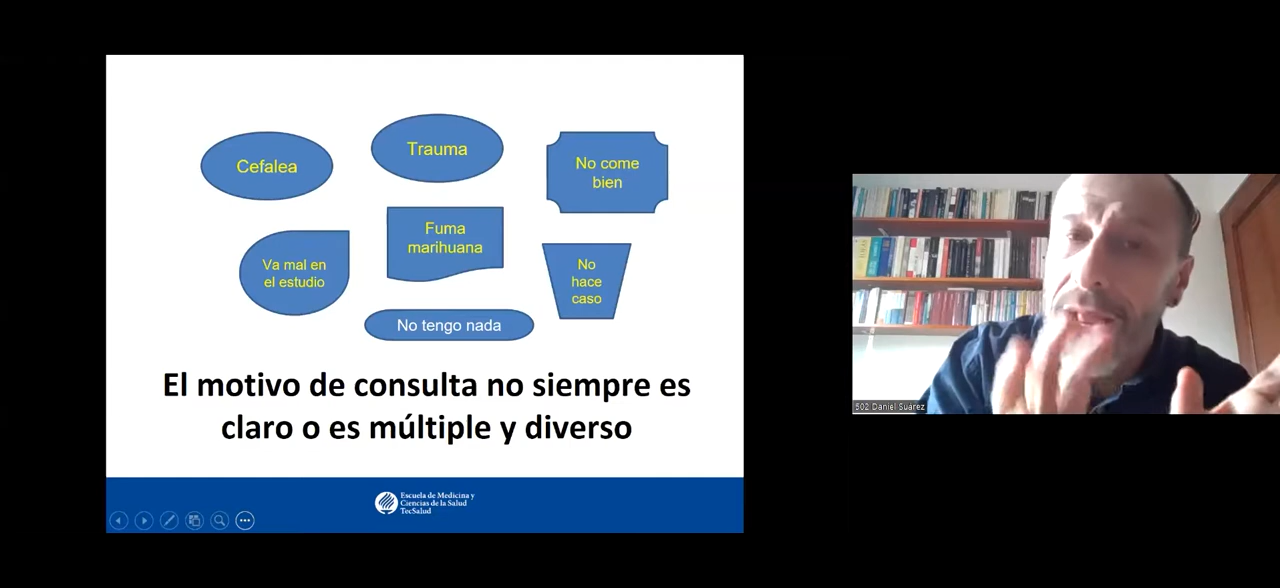 Cefalea
Trauma
No come
bien
Va mal en
el estudio
Fuma
marihuana
No
hace
caso
No tengo nada
El motivo de consulta no siempre es
claro o es múltiple y diverso
Escuela de Medicina y
Ciencias de la Salud
TecSalud
502 Daniel Suárez